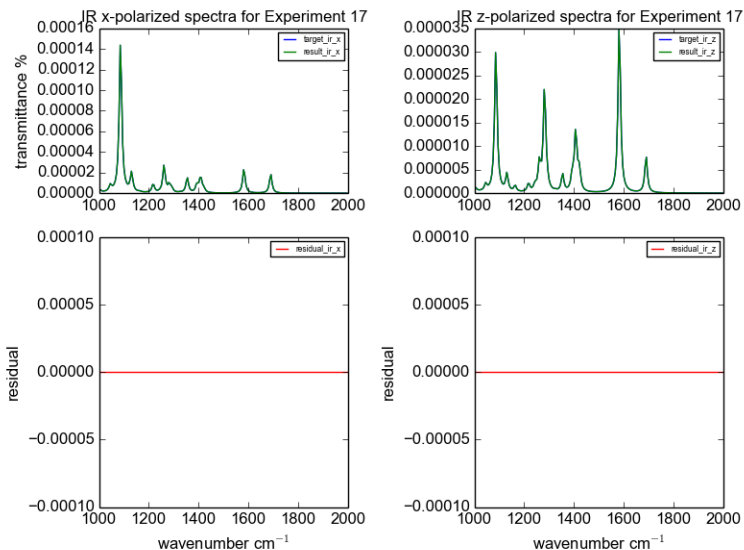 IR x-polarized spectra for Experiment 17
0.00016
0.00014
0.00012
0.00010
0.00008
0.00006
0.00004
0.00002
0.00000
transmittance %
target_ir_x
result_ir_x
1000 1200 1400 1600 1800 2000
IR z-polarized spectra for Experiment 17
0.000035
0.000030
0.000025
0.000020
0.000015
0.000010
0.000005
0.000000
target_ir_z
result_ir_z
1000 1200 1400 1600 1800 2000
0.00010
0.00005
0.00000
−0.00005
−0.00010
residual
residual_ir_x
1000 1200 1400 1600 1800 2000
wavenumber cm⁻¹
0.00010
0.00005
0.00000
−0.00005
−0.00010
residual
residual_ir_z
1000 1200 1400 1600 1800 2000
wavenumber cm⁻¹